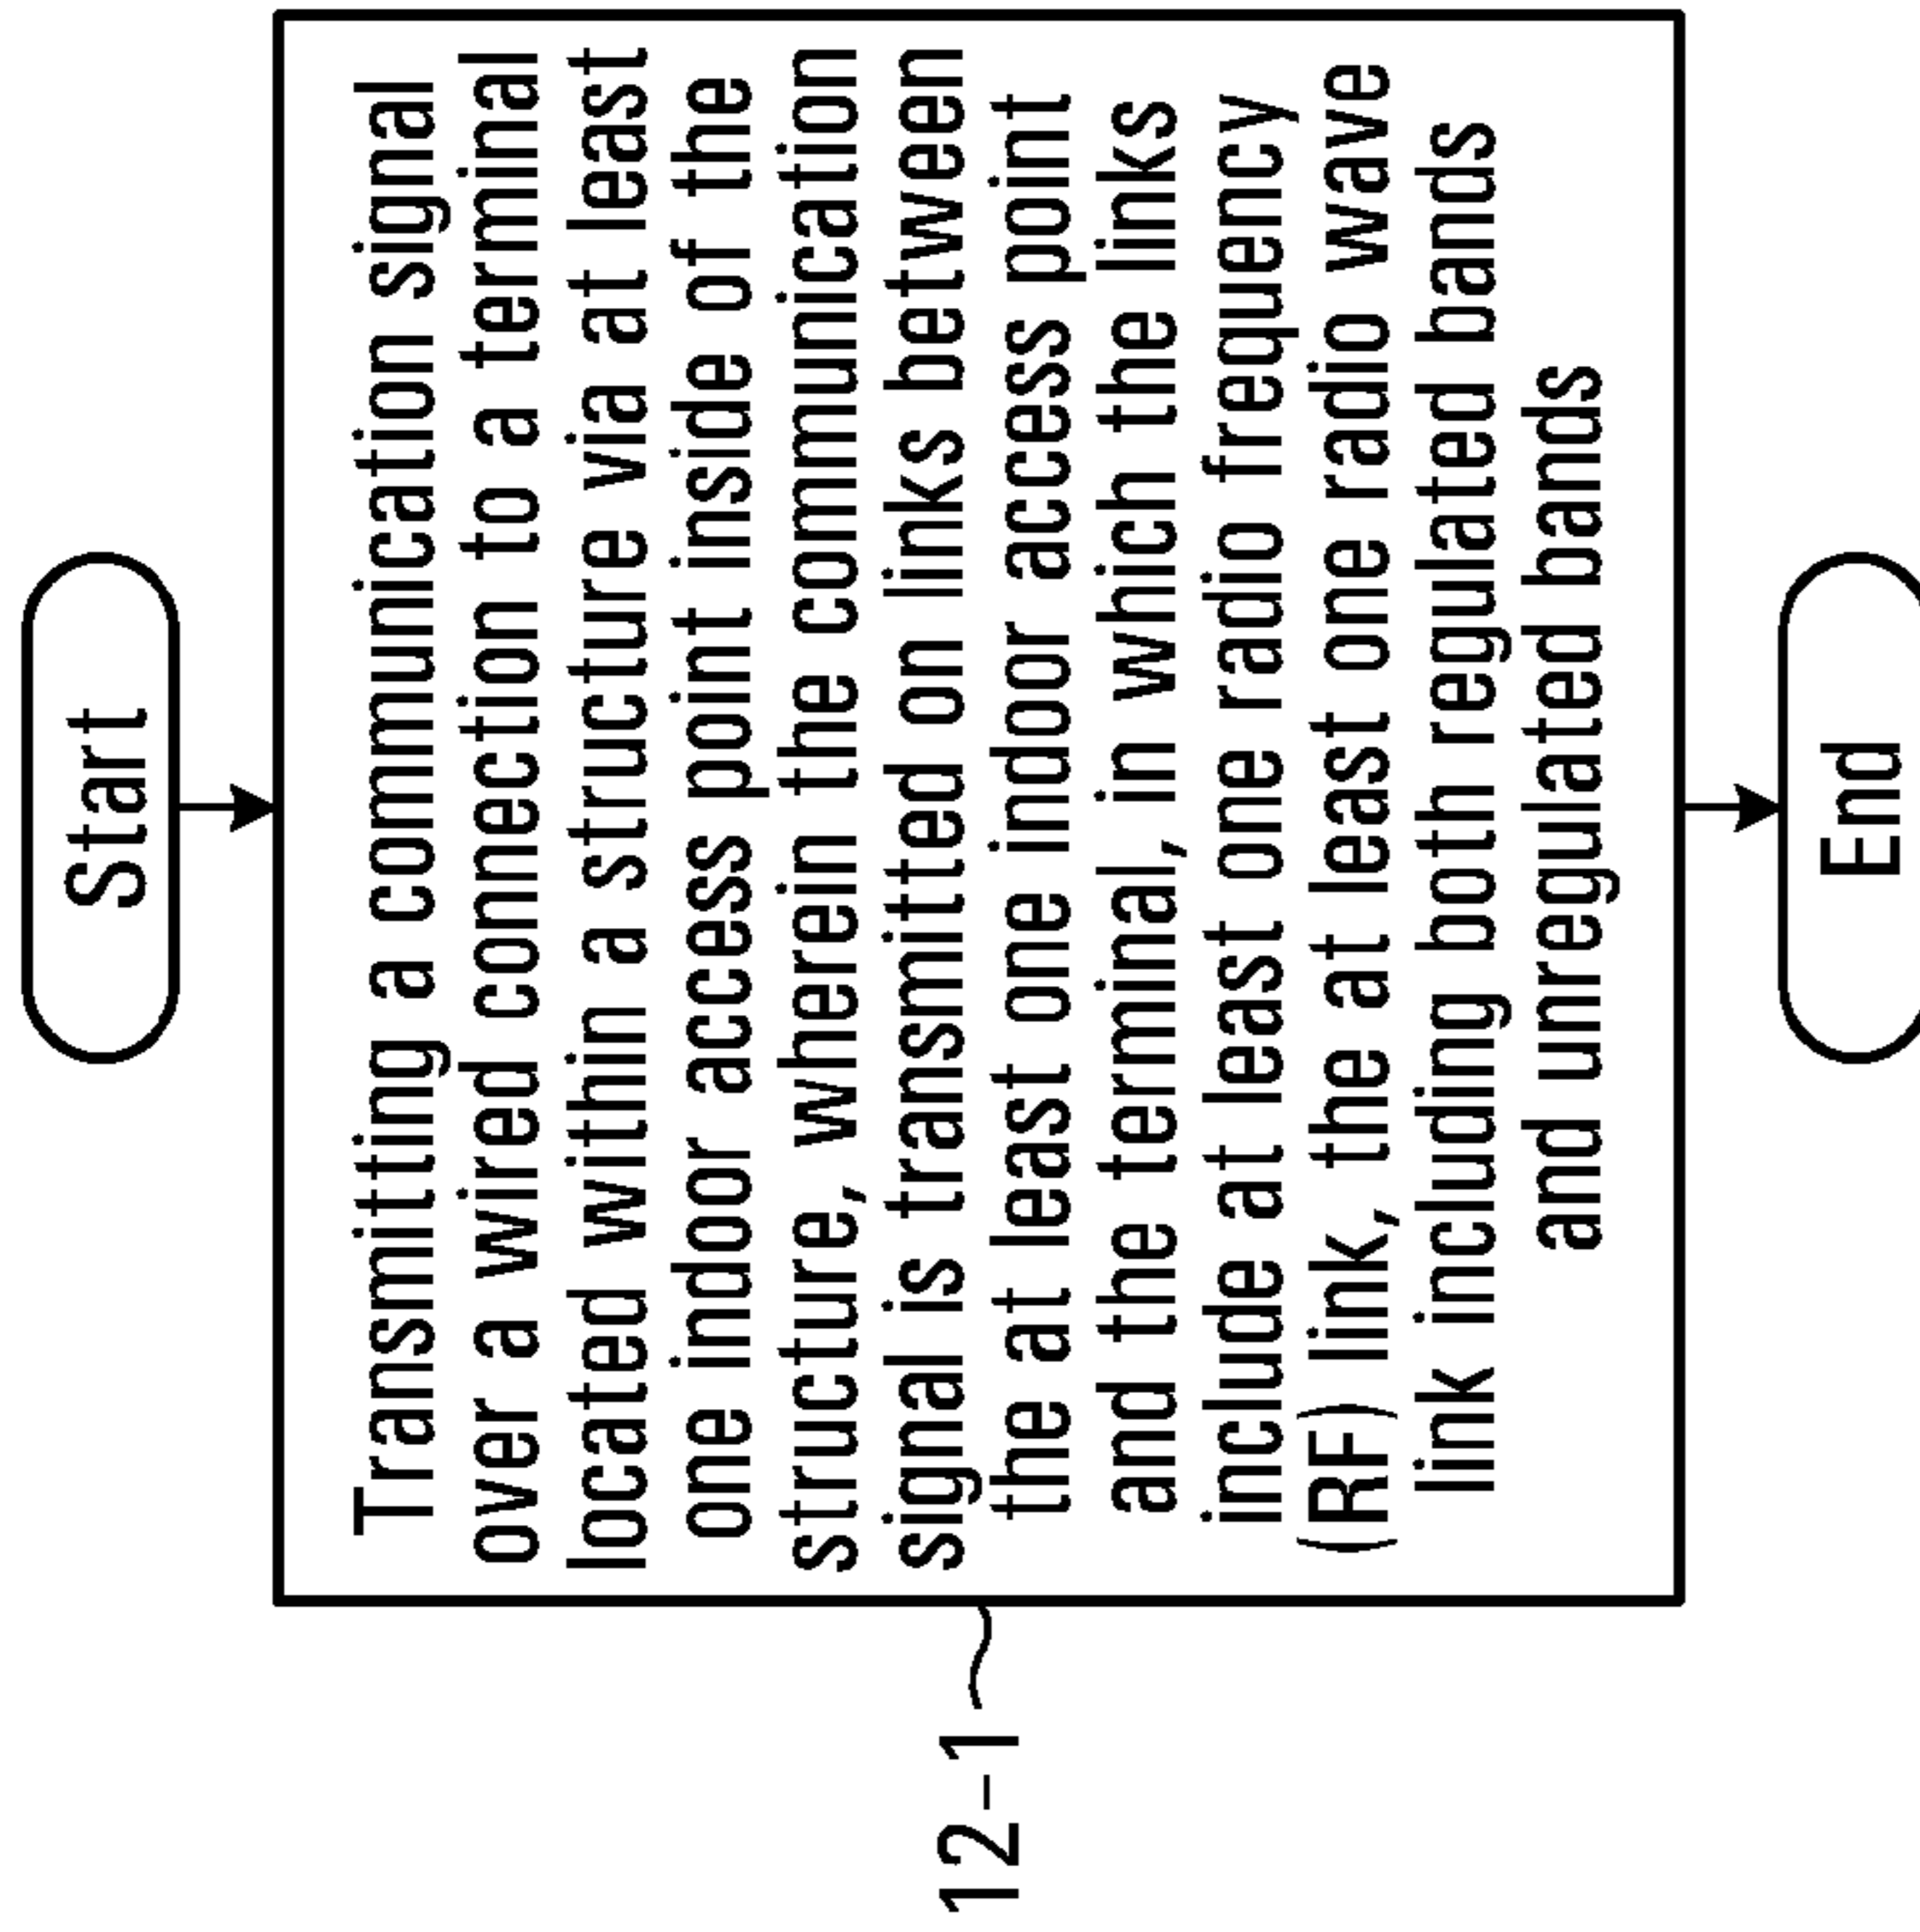 Start
Transmitting a communication signal
over a wired connection to a terminal
located within a structure via at least
one indoor access point inside of the
structure, wherein the communication
signal is transmitted on links between
the at least one indoor access point
and the terminal, in which the links
include at least one radio frequency
(RF) link, the at least one radio wave
link including both regulated bands
and unregulated bands
12-1
End